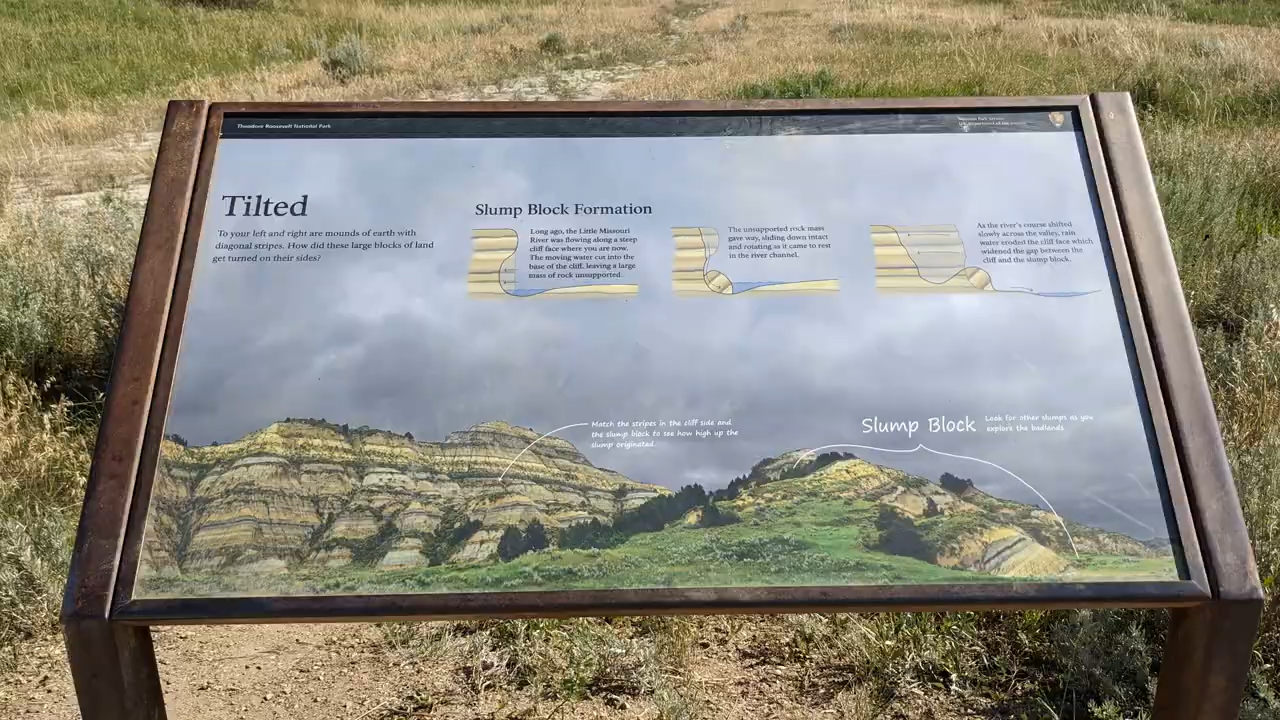 Theodore Roosevelt National Park
National Park Service
U.S. Department of the Interior
Tilted
To your left and right are mounds of earth with
diagonal stripes. How did these large blocks of land
get turned on their sides?
Slump Block Formation
Long ago, the Little Missouri
River was flowing along a steep
cliff face where you are now.
The moving water cut into the
base of the cliff, leaving a large
mass of rock unsupported.
The unsupported rock mass
gave way, sliding down intact
and rotating as it came to rest
in the river channel.
As the river's course shifted
slowly across the valley, rain
water eroded the cliff face which
widened the gap between the
cliff and the slump block.
Match the stripes in the cliff side and
the slump block to see how high up the
slump originated.
Slump Block
Look for other slumps as you
explore the badlands.